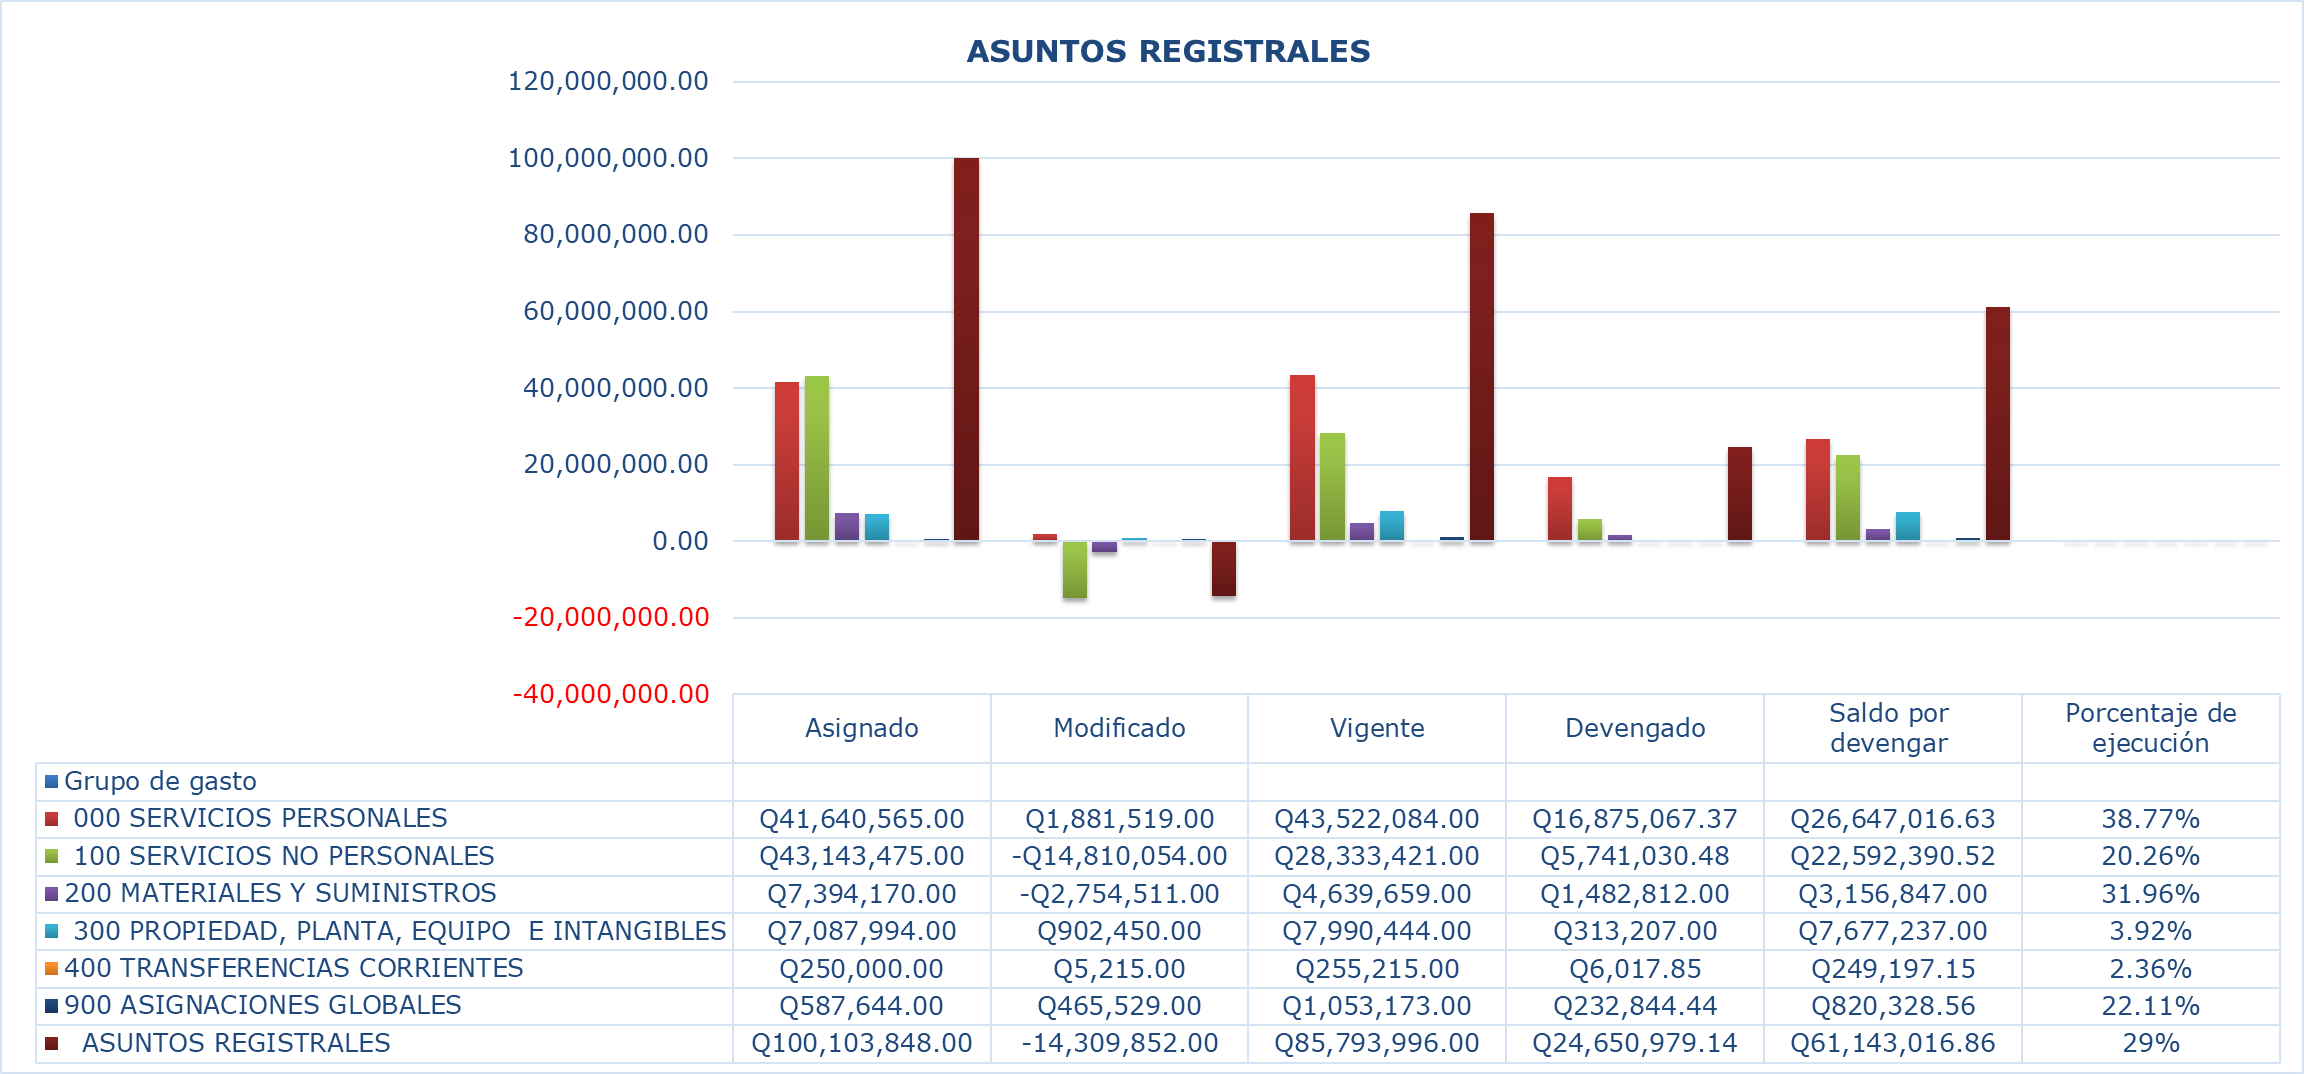 ASUNTOS REGISTRALES
120,000,000.00
100,000,000.00
80,000,000.00
60,000,000.00
40,000,000.00
20,000,000.00
0.00
-20,000,000.00
-40,000,000.00
Asignado Modificado Vigente Devengado Saldo por devengar Porcentaje de ejecución
Grupo de gasto
000 SERVICIOS PERSONALES Q41,640,565.00 Q1,881,519.00 Q43,522,084.00 Q16,875,067.37 Q26,647,016.63 38.77%
100 SERVICIOS NO PERSONALES Q43,143,475.00 -Q14,810,054.00 Q28,333,421.00 Q5,741,030.48 Q22,592,390.52 20.26%
200 MATERIALES Y SUMINISTROS Q7,394,170.00 -Q2,754,511.00 Q4,639,659.00 Q1,482,812.00 Q3,156,847.00 31.96%
300 PROPIEDAD, PLANTA, EQUIPO  E INTANGIBLES Q7,087,994.00 Q902,450.00 Q7,990,444.00 Q313,207.00 Q7,677,237.00 3.92%
400 TRANSFERENCIAS CORRIENTES Q250,000.00 Q5,215.00 Q255,215.00 Q6,017.85 Q249,197.15 2.36%
900 ASIGNACIONES GLOBALES Q587,644.00 Q465,529.00 Q1,053,173.00 Q232,844.44 Q820,328.56 22.11%
ASUNTOS REGISTRALES Q100,103,848.00 -14,309,852.00 Q85,793,996.00 Q24,650,979.14 Q61,143,016.86 29%